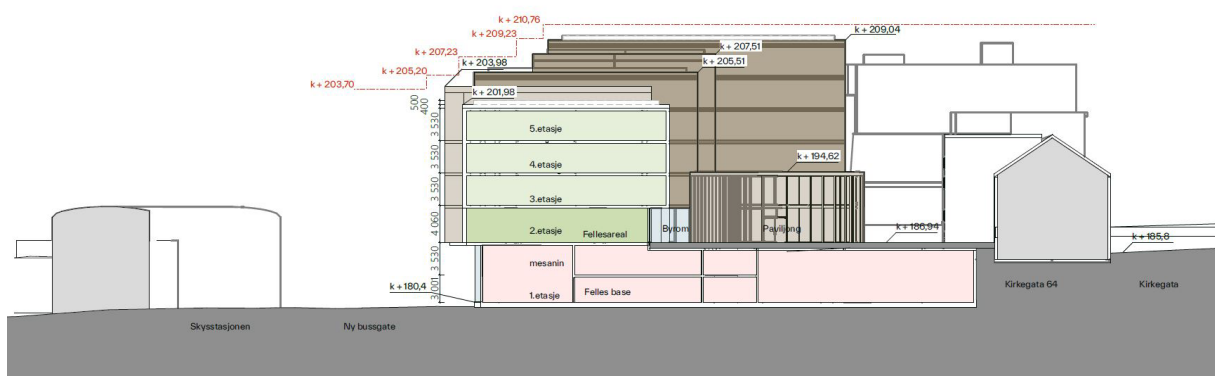 k + 210,76
k + 209,23
k + 209,04
k + 207,23
k + 207,51
k + 203,98
k + 205,51
k + 205,20
k + 203,70
k + 201,98
500
400
3 530
5.etasje
3 530
4.etasje
k + 194,62
3 530
3.etasje
4 060
2.etasje
Fellesareal
Byrom
Paviljong
k + 186,94
k + 185,8
3 530
mesanin
k + 180,4
3 001
1.etasje
Felles base
Kirkegata 64
Kirkegata
Skysstasjonen
Ny bussgate